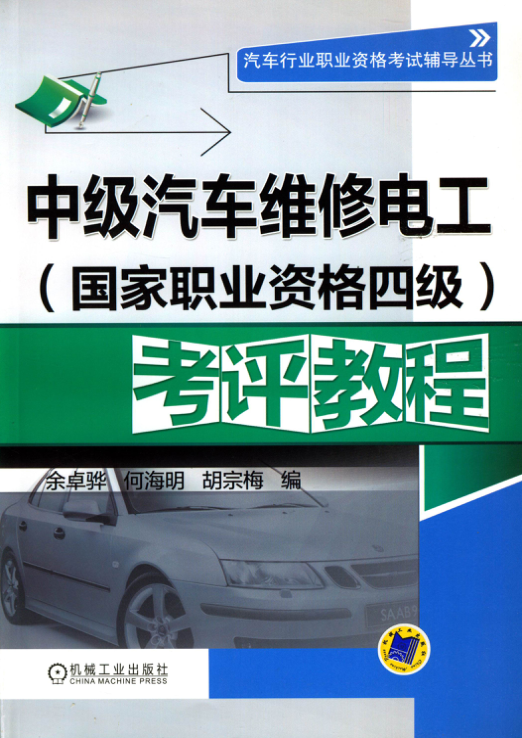 汽车行业职业资格考试辅导丛书
中级汽车维修电工
（国家职业资格四级）
考评教程
余卓骅 何海明 胡宗梅 编
SAAB9
机械工业出版社
CHINA MACHINE PRESS